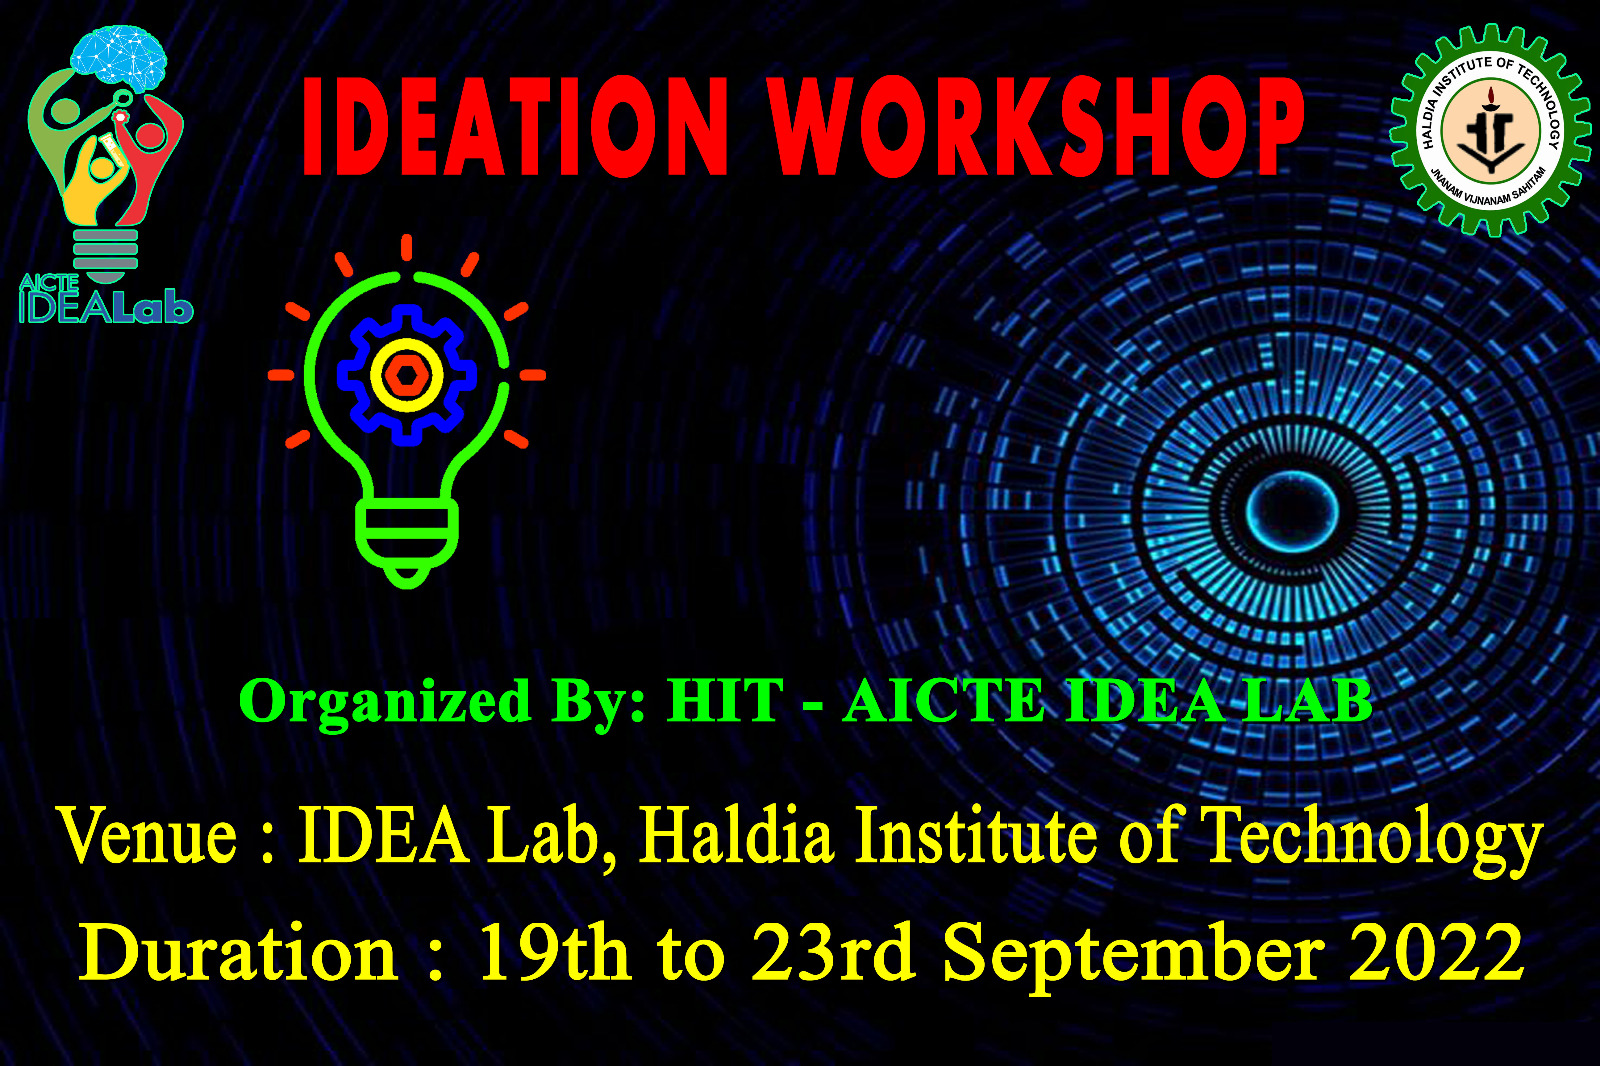 IDEATION WORKSHOP
HALDIA INSTITUTE OF TECHNOLOGY
JNANAM VIJNANAM SAHITAM
AICTE
IDEALab
Organized By: HIT - AICTE IDEA LAB
Venue : IDEA Lab, Haldia Institute of Technology
Duration : 19th to 23rd September 2022